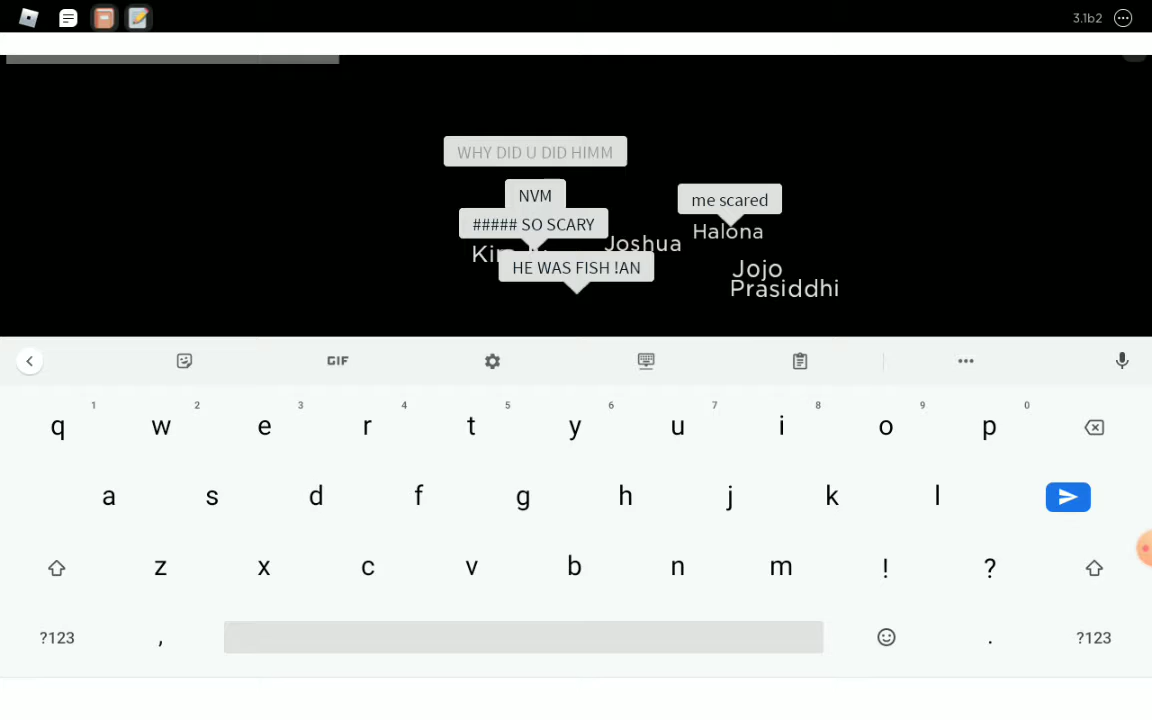 3.1b2
WHY DID U DID HIMM
NVM
me scared
##### SO SCARY
Halona
Joshua
HE WAS FISH !AN
Jojo
Prasiddhi
GIF
1 2 3 4 5 6 7 8 9 0
q w e r t y u i o p
a s d f g h j k l
z x c v b n m ! ?
?123 , . ?123